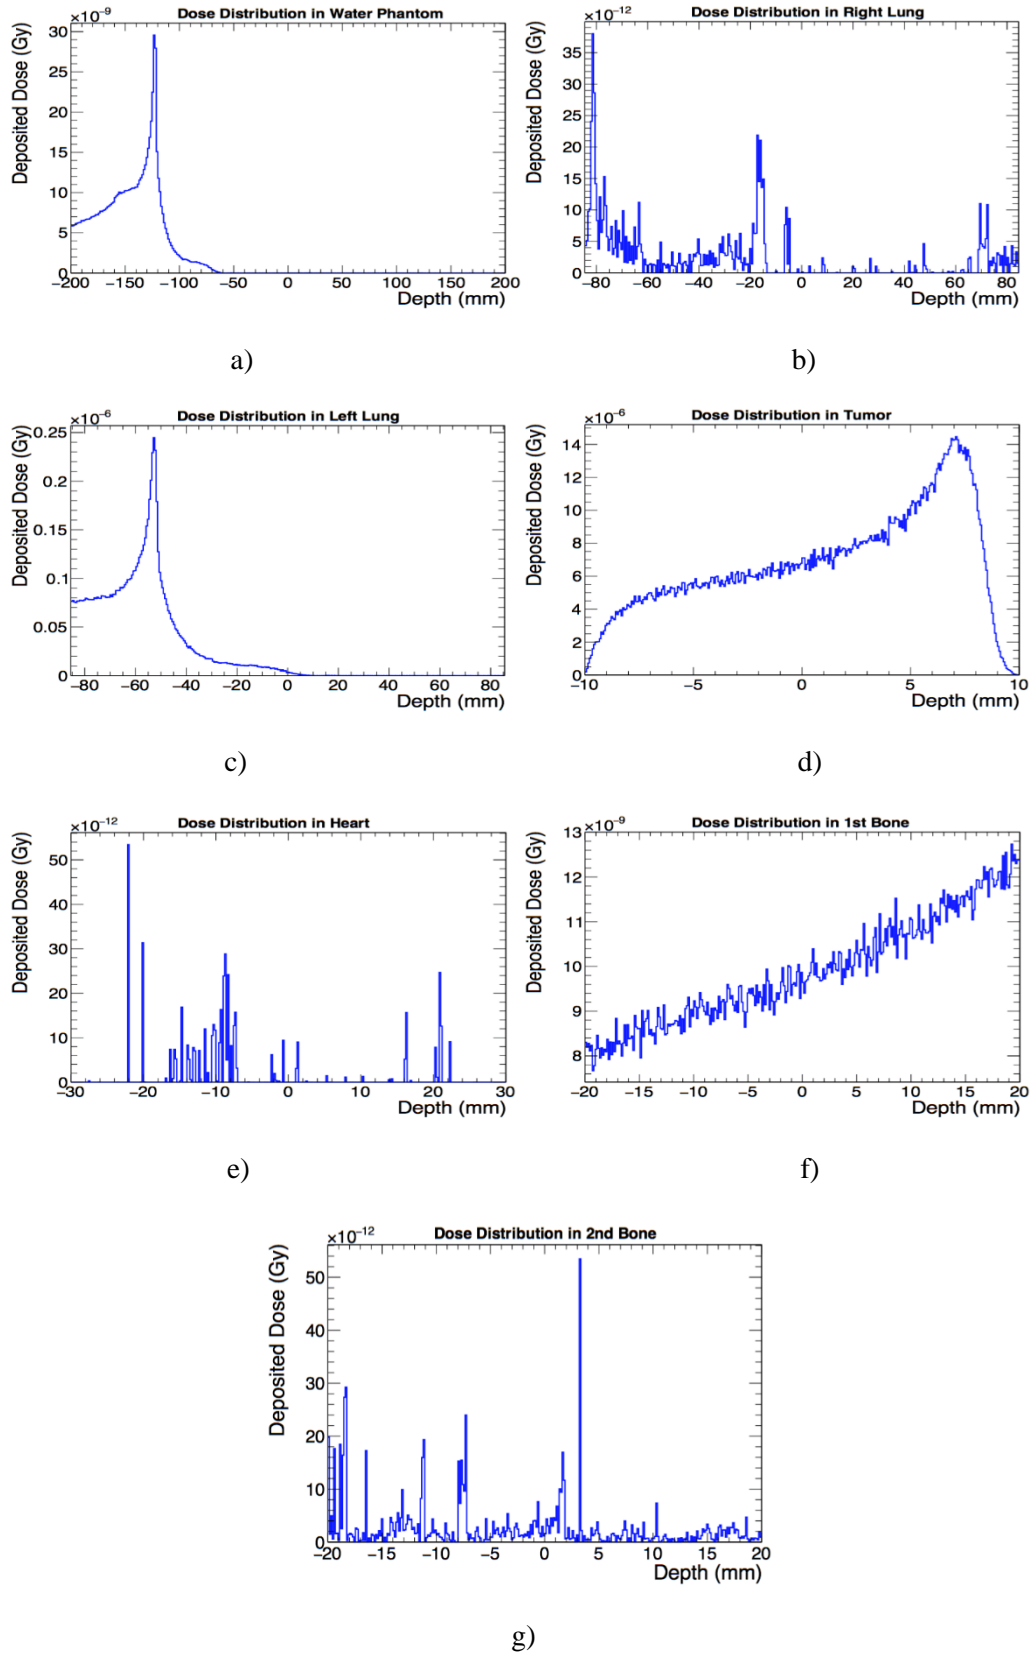 Dose Distribution in Water Phantom
×10⁻⁹
Deposited Dose (Gy)
30
25
20
15
10
5
0
−200 −150 −100 −50 0 50 100 150 200
Depth (mm)
a)
Dose Distribution in Right Lung
×10⁻¹²
Deposited Dose (Gy)
35
30
25
20
15
10
5
0
−80 −60 −40 −20 0 20 40 60 80
Depth (mm)
b)
Dose Distribution in Left Lung
×10⁻⁶
Deposited Dose (Gy)
0.25
0.2
0.15
0.1
0.05
0
−80 −60 −40 −20 0 20 40 60 80
Depth (mm)
c)
Dose Distribution in Tumor
×10⁻⁶
Deposited Dose (Gy)
14
12
10
8
6
4
2
0
−10 −5 0 5 10
Depth (mm)
d)
Dose Distribution in Heart
×10⁻¹²
Deposited Dose (Gy)
50
40
30
20
10
0
−30 −20 −10 0 10 20 30
Depth (mm)
e)
Dose Distribution in 1st Bone
×10⁻⁹
Deposited Dose (Gy)
13
12
11
10
9
8
−20 −15 −10 −5 0 5 10 15 20
Depth (mm)
f)
Dose Distribution in 2nd Bone
×10⁻¹²
Deposited Dose (Gy)
50
40
30
20
10
0
−20 −15 −10 −5 0 5 10 15 20
Depth (mm)
g)